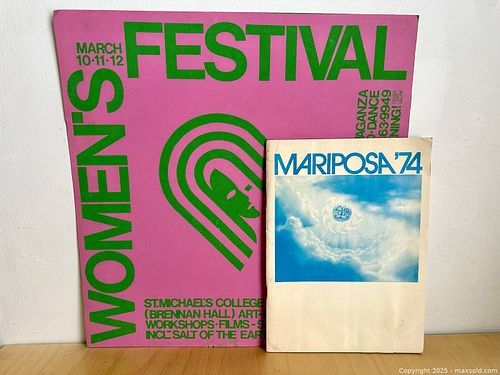 WOMEN'S
FESTIVAL
MARCH
10·11·12
AGANZA
DANCE
63-9949
NING!
ST. MICHAEL'S COLLEGE
(BRENNAN HALL) ART
WORKSHOPS·FILMS-S
INCL. SALT OF THE EAR
MARIPOSA '74
Copyright 2025 - maxsold.com